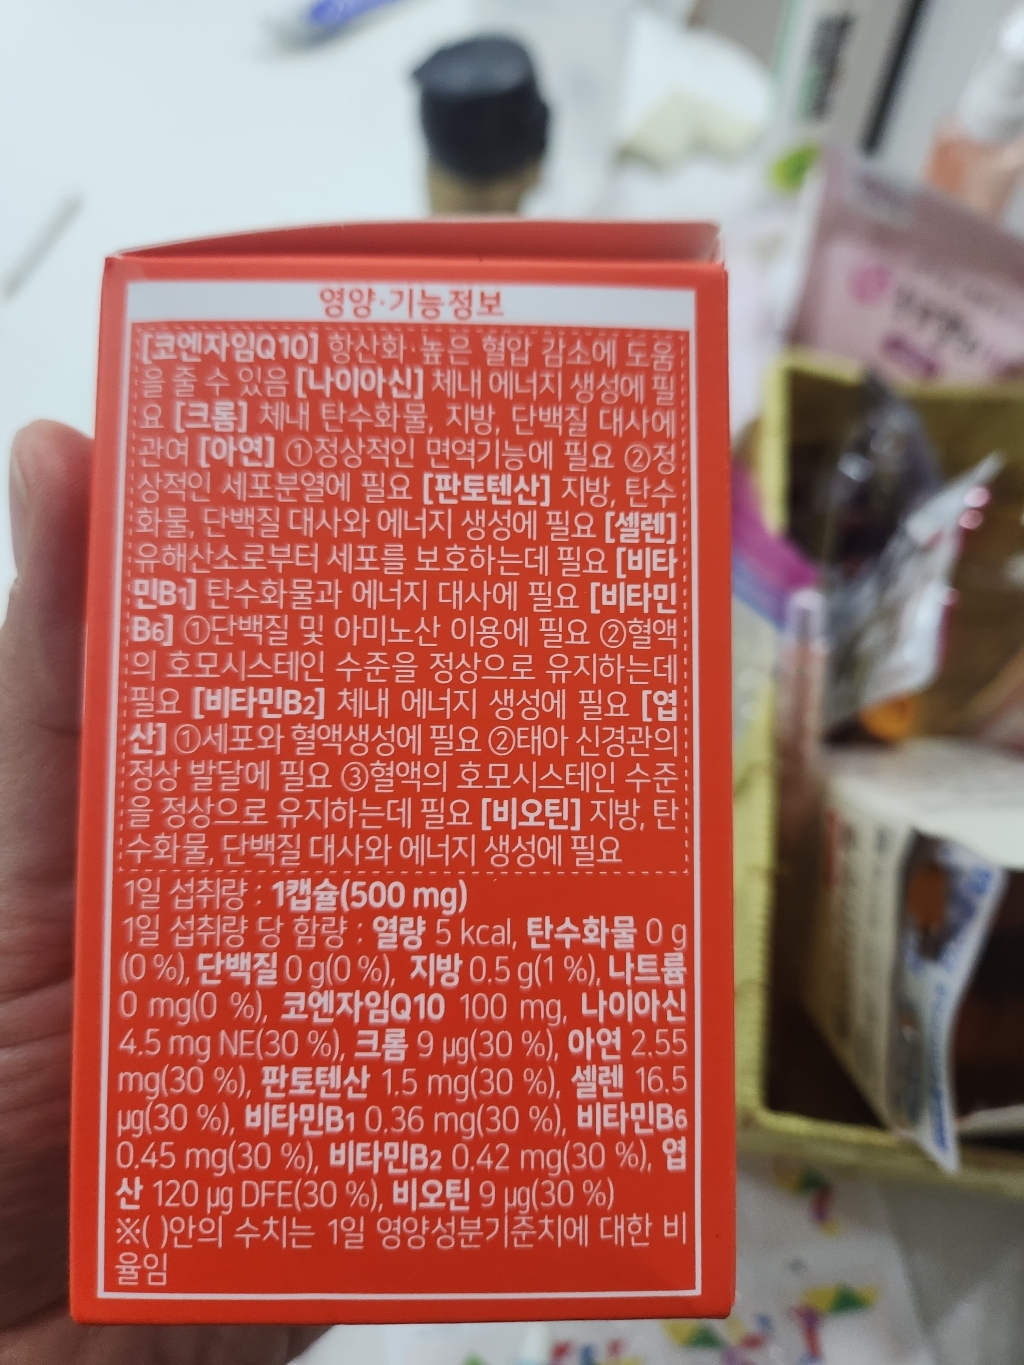 영양·기능정보
[코엔자임Q10] 항산화·높은 혈압 감소에 도움
을 줄 수 있음 [나이아신] 체내 에너지 생성에 필
요 [크롬] 체내 탄수화물, 지방, 단백질 대사에
관여 [아연] ①정상적인 면역기능에 필요 ②정
상적인 세포분열에 필요 [판토텐산] 지방, 탄수
화물, 단백질 대사와 에너지 생성에 필요 [셀렌]
유해산소로부터 세포를 보호하는데 필요 [비타
민B1] 탄수화물과 에너지 대사에 필요 [비타민
B6] ①단백질 및 아미노산 이용에 필요 ②혈액
의 호모시스테인 수준을 정상으로 유지하는데
필요 [비타민B2] 체내 에너지 생성에 필요 [엽
산] ①세포와 혈액생성에 필요 ②태아 신경관의
정상 발달에 필요 ③혈액의 호모시스테인 수준
을 정상으로 유지하는데 필요 [비오틴] 지방, 탄
수화물, 단백질 대사와 에너지 생성에 필요
1일 섭취량 : 1캡슐(500 mg)
1일 섭취량 당 함량 : 열량 5 kcal, 탄수화물 0 g
(0 %), 단백질 0 g(0 %), 지방 0.5 g(1 %), 나트륨
0 mg(0 %), 코엔자임Q10 100 mg, 나이아신
4.5 mg NE(30 %), 크롬 9 µg(30 %), 아연 2.55
mg(30 %), 판토텐산 1.5 mg(30 %), 셀렌 16.5
µg(30 %), 비타민B1 0.36 mg(30 %), 비타민B6
0.45 mg(30 %), 비타민B2 0.42 mg(30 %), 엽
산 120 µg DFE(30 %), 비오틴 9 µg(30 %)
※( )안의 수치는 1일 영양성분기준치에 대한 비
율임